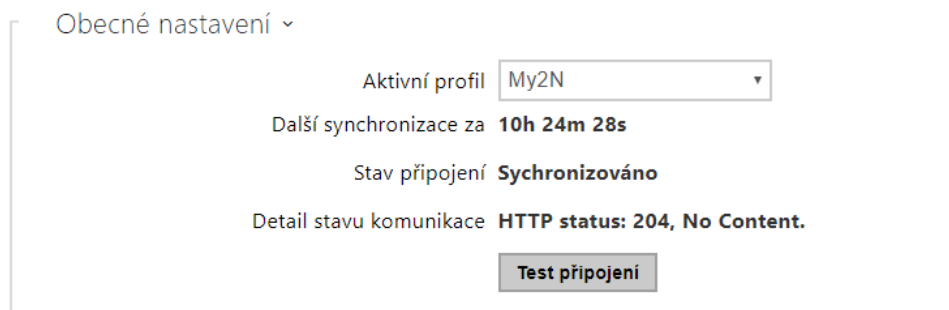 Obecné nastavení
Aktivní profil My2N
Další synchronizace za 10h 24m 28s
Stav připojení Sychronizováno
Detail stavu komunikace HTTP status: 204, No Content.
Test připojení